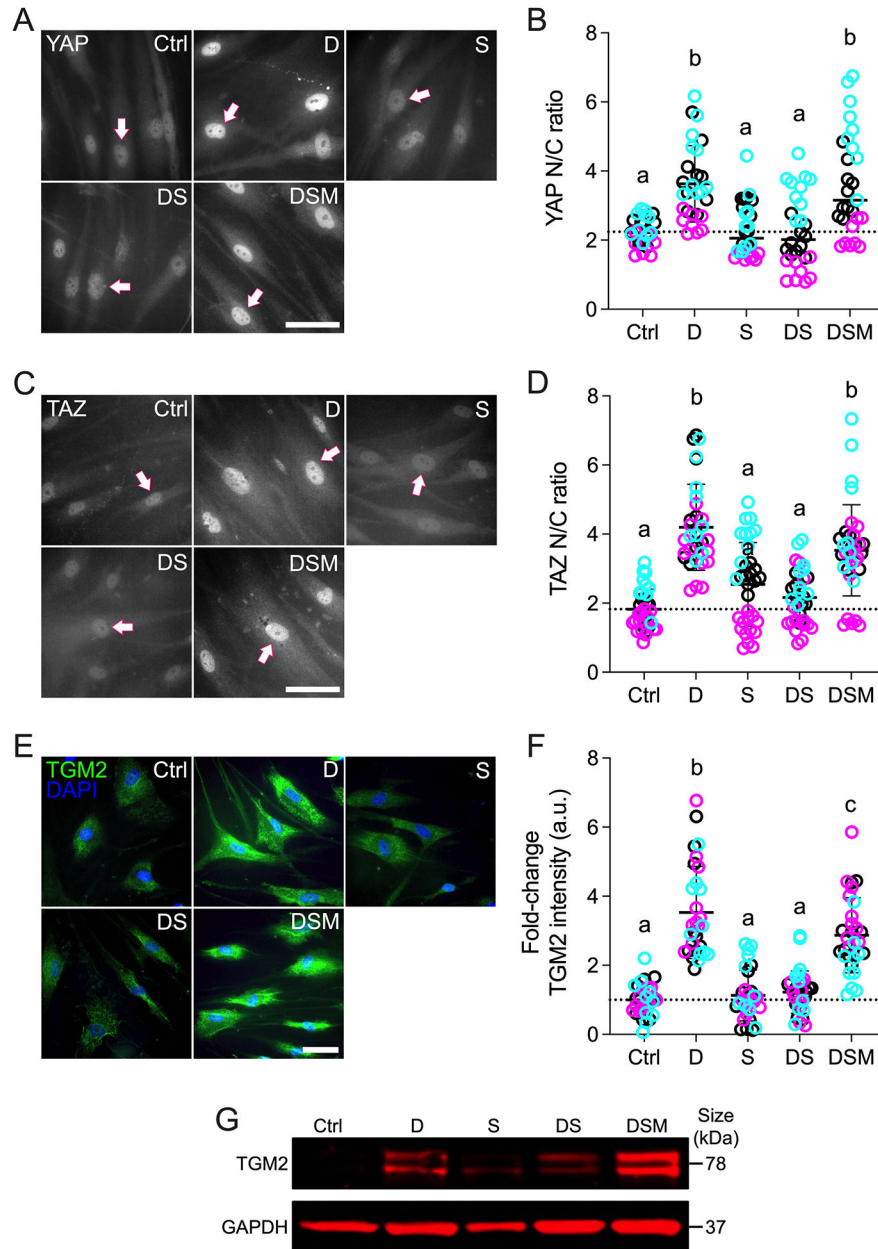 A
YAP
Ctrl
D
S
DS
DSM
B
YAP N/C ratio
8
6
4
2
0
a
b
a
a
b
Ctrl
D
S
DS
DSM
C
TAZ
Ctrl
D
S
DS
DSM
D
TAZ N/C ratio
8
6
4
2
0
a
b
a
a
a
b
Ctrl
D
S
DS
DSM
E
TGM2
DAPI
Ctrl
D
S
DS
DSM
F
Fold-change
TGM2 intensity (a.u.)
8
6
4
2
0
a
b
a
a
c
Ctrl
D
S
DS
DSM
G
Ctrl
D
S
DS
DSM
Size
(kDa)
TGM2
78
GAPDH
37